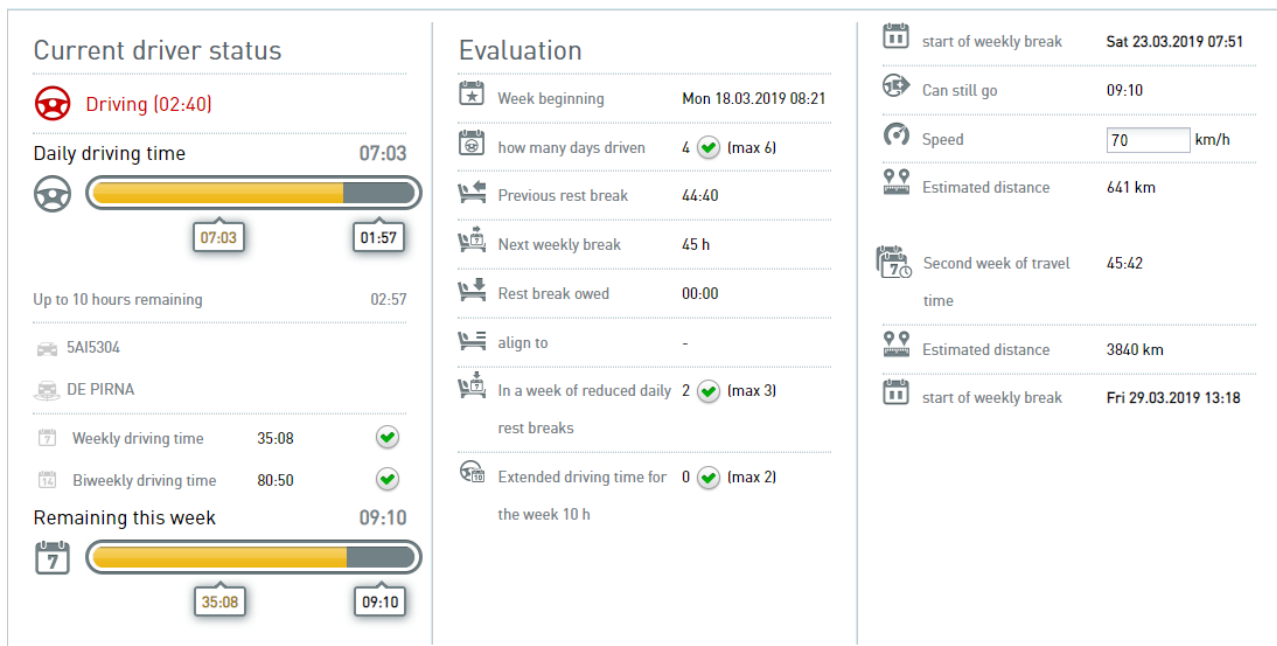 Current driver status
Driving (02:40)
Daily driving time 07:03
07:03 01:57
Up to 10 hours remaining 02:57
5AI5304
DE PIRNA
7 Weekly driving time 35:08
14 Biweekly driving time 80:50
Remaining this week 09:10
7
35:08 09:10
Evaluation
Week beginning Mon 18.03.2019 08:21
how many days driven 4 (max 6)
Previous rest break 44:40
7 Next weekly break 45 h
Rest break owed 00:00
align to -
7 In a week of reduced daily 2 (max 3)
rest breaks
10 Extended driving time for 0 (max 2)
the week 10 h
start of weekly break Sat 23.03.2019 07:51
Can still go 09:10
Speed 70 km/h
Estimated distance 641 km
7 Second week of travel 45:42
time
Estimated distance 3840 km
start of weekly break Fri 29.03.2019 13:18